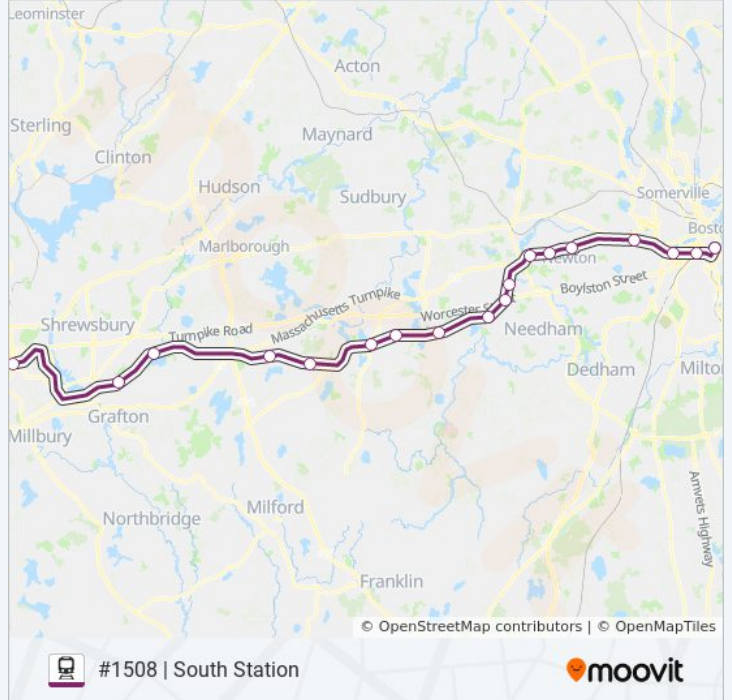 Leominster
Acton
Sterling
Maynard
Clinton
Hudson
Sudbury
Somerville
Marlborough
Bosto
Newton
Boylston Street
Massachusetts Turnpike
Worcester S
Shrewsbury
Turnpike Road
Needham
Dedham
Milto
Grafton
Millbury
Amvets Highway
Milford
Northbridge
Franklin
© OpenStreetMap contributors | © OpenMapTiles
#1508 | South Station
moovit